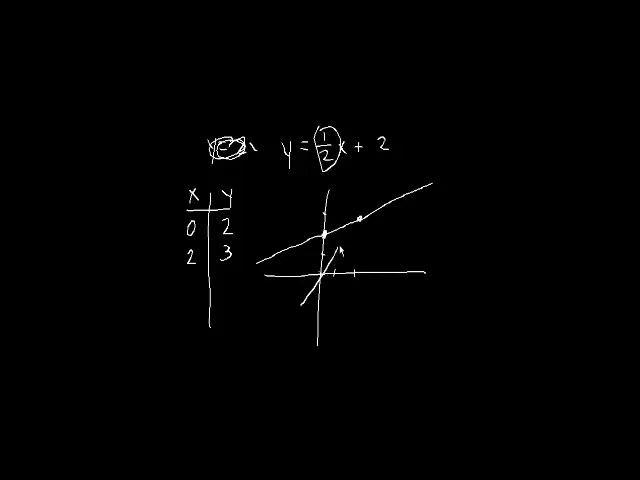 y = 1/2 x + 2
x y
0 2
2 3